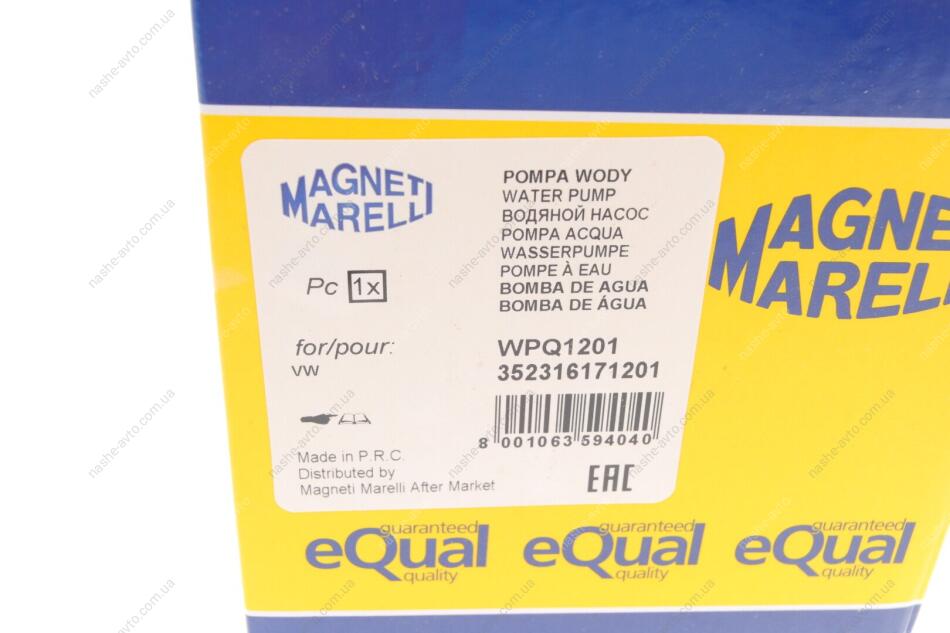 MAGNETI
MARELLI
Pc 1x
for/pour:
VW
Made in P.R.C.
Distributed by
Magneti Marelli After Market
POMPA WODY
WATER PUMP
ВОДЯНОЙ НАСОС
POMPA ACQUA
WASSERPUMPE
POMPE À EAU
BOMBA DE AGUA
BOMBA DE ÁGUA
WPQ1201
352316171201
8 001063 594040
EAC
MAGNE
MARELL
guaranteed
eQual
quality
guaranteed
eQual
quality
guaranteed
eQual
quality
nashe-avto.com.ua